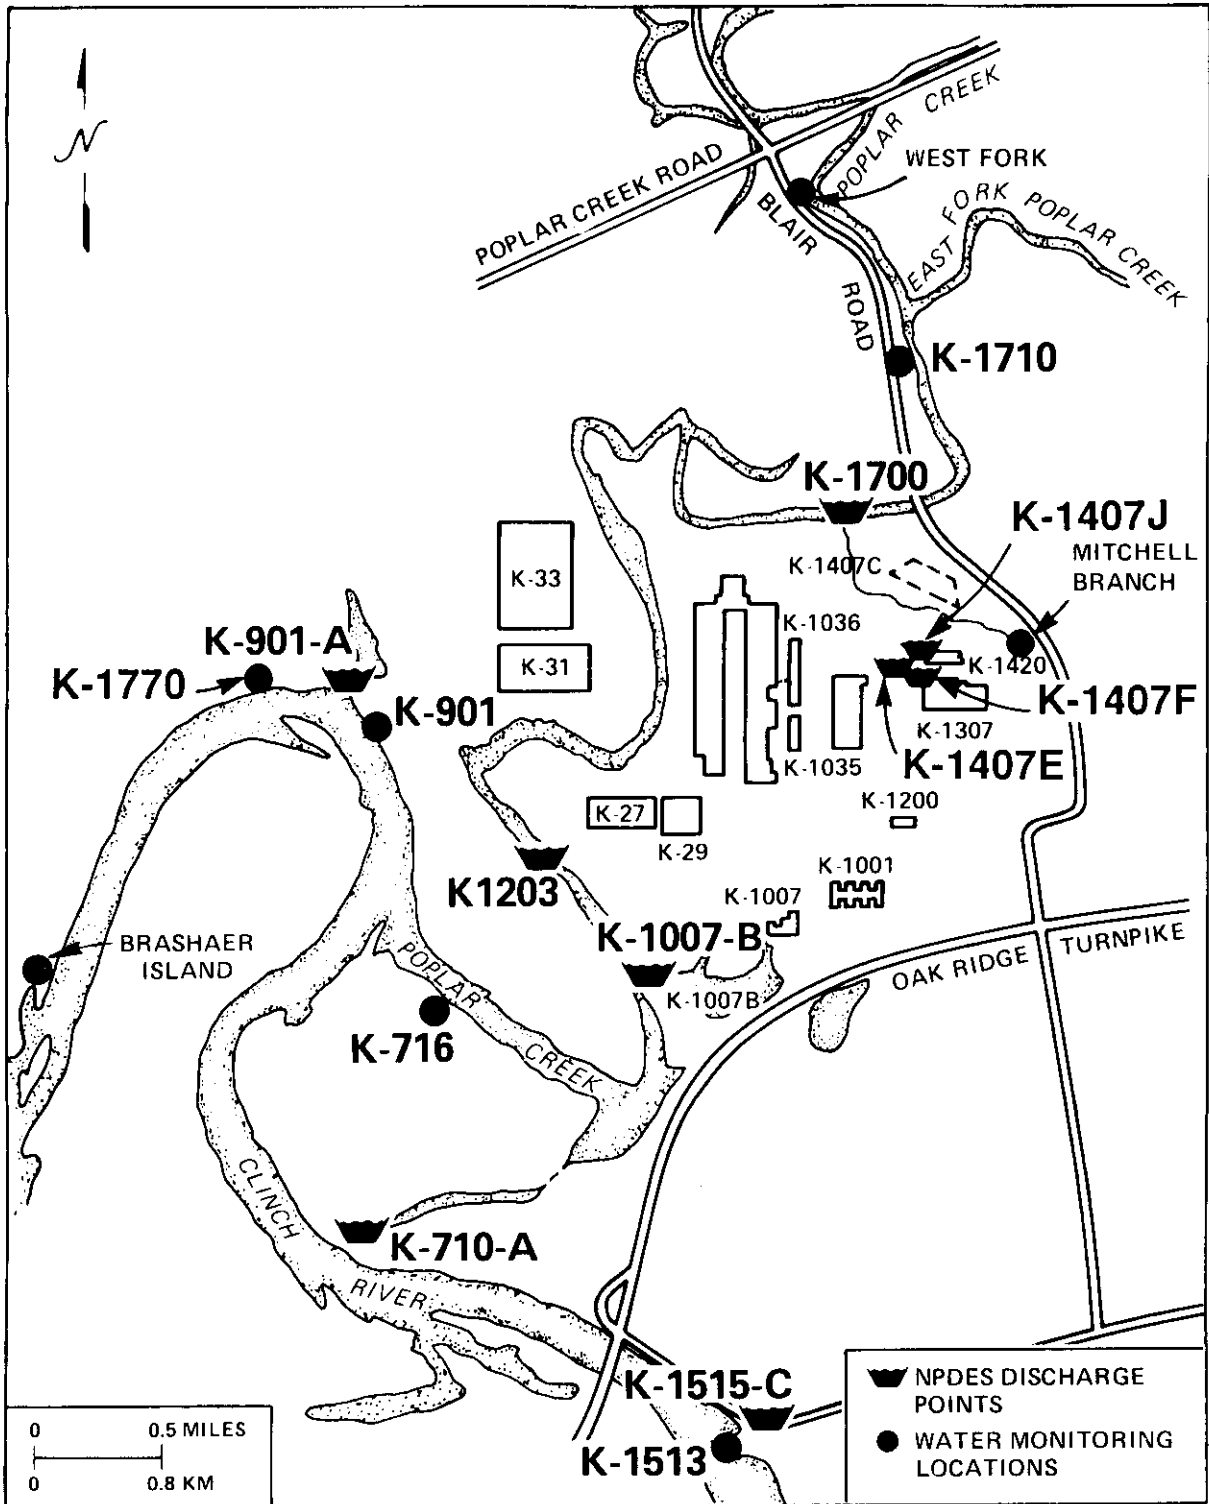 N
POPLAR CREEK
POPLAR CREEK ROAD
POPLAR CREEK
WEST FORK
BLAIR
ROAD
EAST FORK POPLAR CREEK
K-1710
K-1700
K-1407J
MITCHELL
BRANCH
K-1407C
K-33
K-1036
K-901-A
K-31
K-1420
K-1770
K-901
K-1407F
K-1307
K-1035
K-1407E
K-1200
K-27
K-29
K1203
K-1001
K-1007
K-1007-B
BRASHAER
ISLAND
OAK RIDGE TURNPIKE
K-1007B
POPLAR
CREEK
K-716
CLINCH
RIVER
K-710-A
K-1515-C
K-1513
NPDES DISCHARGE
POINTS
WATER MONITORING
LOCATIONS
0 0.5 MILES
0 0.8 KM